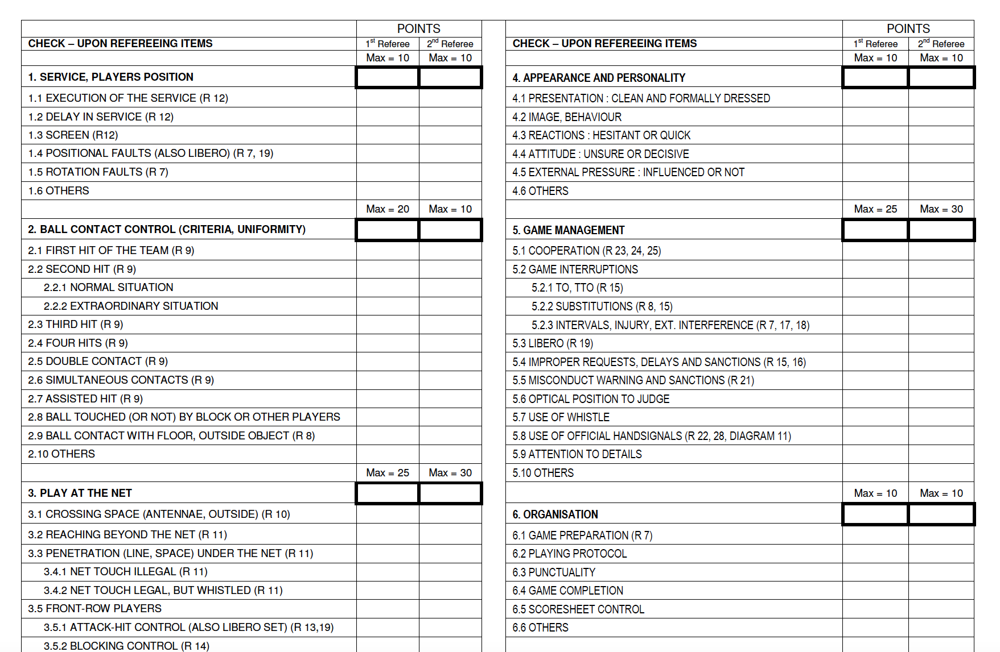 POINTS
CHECK – UPON REFEREEING ITEMS 1st Referee 2nd Referee
Max = 10 Max = 10
1. SERVICE, PLAYERS POSITION
1.1 EXECUTION OF THE SERVICE (R 12)
1.2 DELAY IN SERVICE (R 12)
1.3 SCREEN (R12)
1.4 POSITIONAL FAULTS (ALSO LIBERO) (R 7, 19)
1.5 ROTATION FAULTS (R 7)
1.6 OTHERS
Max = 20 Max = 10
2. BALL CONTACT CONTROL (CRITERIA, UNIFORMITY)
2.1 FIRST HIT OF THE TEAM (R 9)
2.2 SECOND HIT (R 9)
2.2.1 NORMAL SITUATION
2.2.2 EXTRAORDINARY SITUATION
2.3 THIRD HIT (R 9)
2.4 FOUR HITS (R 9)
2.5 DOUBLE CONTACT (R 9)
2.6 SIMULTANEOUS CONTACTS (R 9)
2.7 ASSISTED HIT (R 9)
2.8 BALL TOUCHED (OR NOT) BY BLOCK OR OTHER PLAYERS
2.9 BALL CONTACT WITH FLOOR, OUTSIDE OBJECT (R 8)
2.10 OTHERS
Max = 25 Max = 30
3. PLAY AT THE NET
3.1 CROSSING SPACE (ANTENNAE, OUTSIDE) (R 10)
3.2 REACHING BEYOND THE NET (R 11)
3.3 PENETRATION (LINE, SPACE) UNDER THE NET (R 11)
3.4.1 NET TOUCH ILLEGAL (R 11)
3.4.2 NET TOUCH LEGAL, BUT WHISTLED (R 11)
3.5 FRONT-ROW PLAYERS
3.5.1 ATTACK-HIT CONTROL (ALSO LIBERO SET) (R 13,19)
3.5.2 BLOCKING CONTROL (R 14)
POINTS
CHECK – UPON REFEREEING ITEMS 1st Referee 2nd Referee
Max = 10 Max = 10
4. APPEARANCE AND PERSONALITY
4.1 PRESENTATION : CLEAN AND FORMALLY DRESSED
4.2 IMAGE, BEHAVIOUR
4.3 REACTIONS : HESITANT OR QUICK
4.4 ATTITUDE : UNSURE OR DECISIVE
4.5 EXTERNAL PRESSURE : INFLUENCED OR NOT
4.6 OTHERS
Max = 25 Max = 30
5. GAME MANAGEMENT
5.1 COOPERATION (R 23, 24, 25)
5.2 GAME INTERRUPTIONS
5.2.1 TO, TTO (R 15)
5.2.2 SUBSTITUTIONS (R 8, 15)
5.2.3 INTERVALS, INJURY, EXT. INTERFERENCE (R 7, 17, 18)
5.3 LIBERO (R 19)
5.4 IMPROPER REQUESTS, DELAYS AND SANCTIONS (R 15, 16)
5.5 MISCONDUCT WARNING AND SANCTIONS (R 21)
5.6 OPTICAL POSITION TO JUDGE
5.7 USE OF WHISTLE
5.8 USE OF OFFICIAL HANDSIGNALS (R 22, 28, DIAGRAM 11)
5.9 ATTENTION TO DETAILS
5.10 OTHERS
Max = 10 Max = 10
6. ORGANISATION
6.1 GAME PREPARATION (R 7)
6.2 PLAYING PROTOCOL
6.3 PUNCTUALITY
6.4 GAME COMPLETION
6.5 SCORESHEET CONTROL
6.6 OTHERS